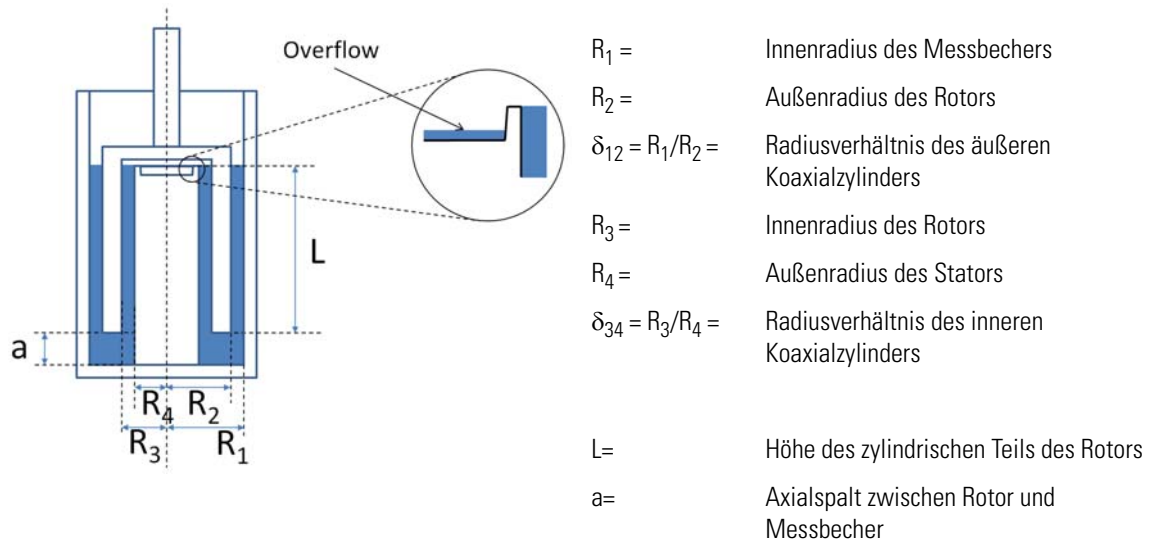 Overflow
L
a
R₄ R₂
R₃ R₁
R₁ = Innenradius des Messbechers
R₂ = Außenradius des Rotors
δ₁₂ = R₁/R₂ = Radiusverhältnis des äußeren
Koaxialzylinders
R₃ = Innenradius des Rotors
R₄ = Außenradius des Stators
δ₃₄ = R₃/R₄ = Radiusverhältnis des inneren
Koaxialzylinders
L= Höhe des zylindrischen Teils des Rotors
a= Axialspalt zwischen Rotor und
Messbecher